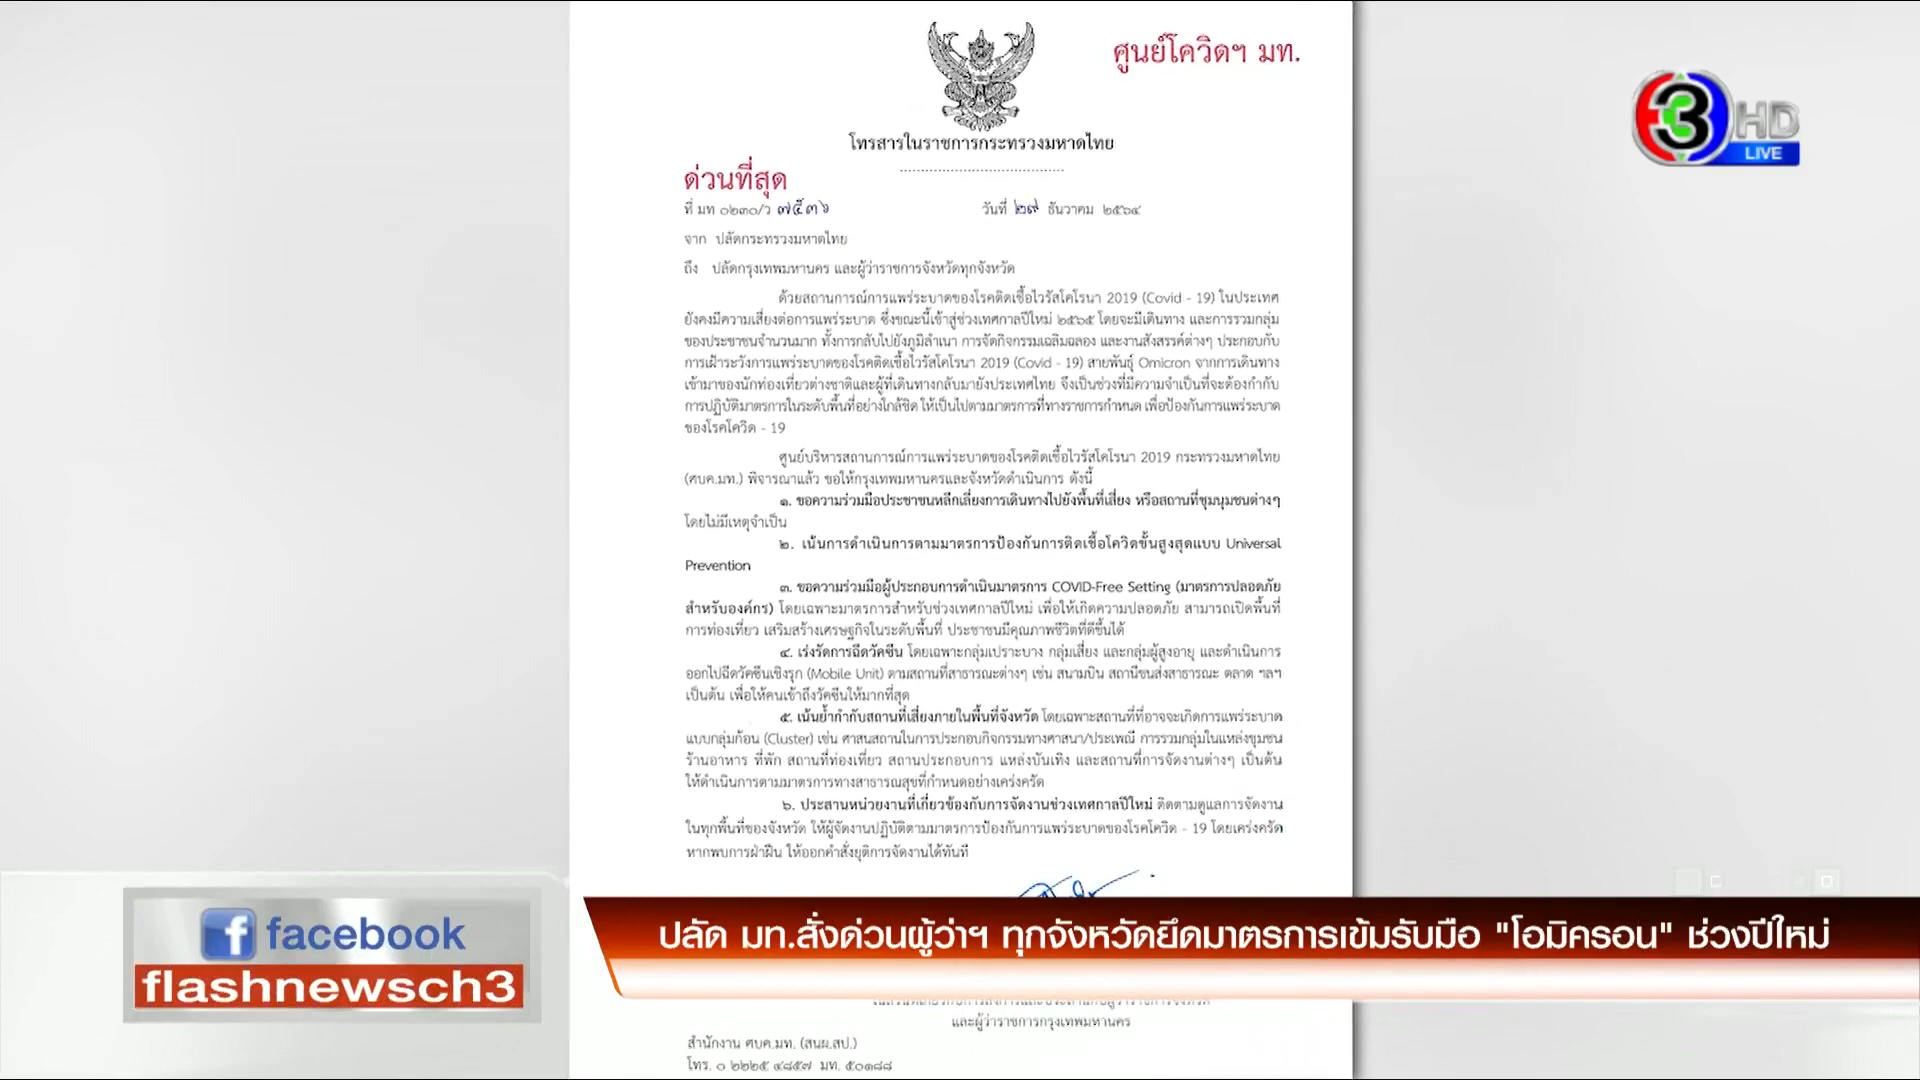 ศูนย์โควิดฯ มท.
3 HD
LIVE
โทรสารในราชการกระทรวงมหาดไทย
ด่วนที่สุด
ที่ มท ๐๒๓๐/ว ๗๕๓๖ วันที่ ๒๙ ธันวาคม ๒๕๖๔
จาก ปลัดกระทรวงมหาดไทย
ถึง ปลัดกรุงเทพมหานคร และผู้ว่าราชการจังหวัดทุกจังหวัด
ด้วยสถานการณ์การแพร่ระบาดของโรคติดเชื้อไวรัสโคโรนา 2019 (Covid - 19) ในประเทศ
ยังคงมีความเสี่ยงต่อการแพร่ระบาด ซึ่งขณะนี้เข้าสู่ช่วงเทศกาลปีใหม่ ๒๕๖๕ โดยจะมีเดินทาง และการรวมกลุ่ม
ของประชาชนจำนวนมาก ทั้งการกลับไปยังภูมิลำเนา การจัดกิจกรรมเฉลิมฉลอง และงานสังสรรค์ต่างๆ ประกอบกับ
การเฝ้าระวังการแพร่ระบาดของโรคติดเชื้อไวรัสโคโรนา 2019 (Covid - 19) สายพันธุ์ Omicron จากการเดินทาง
เข้ามาของนักท่องเที่ยวต่างชาติและผู้ที่เดินทางกลับมายังประเทศไทย จึงเป็นช่วงที่มีความจำเป็นที่จะต้องกำกับ
การปฏิบัติมาตรการในระดับพื้นที่อย่างใกล้ชิด ให้เป็นไปตามมาตรการที่ทางราชการกำหนด เพื่อป้องกันการแพร่ระบาด
ของโรคโควิด - 19
ศูนย์บริหารสถานการณ์การแพร่ระบาดของโรคติดเชื้อไวรัสโคโรนา 2019 กระทรวงมหาดไทย
(ศบค.มท.) พิจารณาแล้ว ขอให้กรุงเทพมหานครและจังหวัดดำเนินการ ดังนี้
๑. ขอความร่วมมือประชาชนหลีกเลี่ยงการเดินทางไปยังพื้นที่เสี่ยง หรือสถานที่ชุมนุมชนต่างๆ
โดยไม่มีเหตุจำเป็น
๒. เน้นการดำเนินการตามมาตรการป้องกันการติดเชื้อโควิดขั้นสูงสุดแบบ Universal
Prevention
๓. ขอความร่วมมือผู้ประกอบการดำเนินมาตรการ COVID-Free Setting (มาตรการปลอดภัย
สำหรับองค์กร) โดยเฉพาะมาตรการสำหรับช่วงเทศกาลปีใหม่ เพื่อให้เกิดความปลอดภัย สามารถเปิดพื้นที่
การท่องเที่ยว เสริมสร้างเศรษฐกิจในระดับพื้นที่ ประชาชนมีคุณภาพชีวิตที่ดีขึ้นได้
๔. เร่งรัดการฉีดวัคซีน โดยเฉพาะกลุ่มเปราะบาง กลุ่มเสี่ยง และกลุ่มผู้สูงอายุ และดำเนินการ
ออกไปฉีดวัคซีนเชิงรุก (Mobile Unit) ตามสถานที่สาธารณะต่างๆ เช่น สนามบิน สถานีขนส่งสาธารณะ ตลาด ฯลฯ
เป็นต้น เพื่อให้คนเข้าถึงวัคซีนให้มากที่สุด
๕. เน้นย้ำกำกับสถานที่เสี่ยงภายในพื้นที่จังหวัด โดยเฉพาะสถานที่ที่อาจจะเกิดการแพร่ระบาด
แบบกลุ่มก้อน (Cluster) เช่น ศาสนสถานในการประกอบกิจกรรมทางศาสนา/ประเพณี การรวมกลุ่มในแหล่งชุมชน
ร้านอาหาร ที่พัก สถานที่ท่องเที่ยว สถานประกอบการ แหล่งบันเทิง และสถานที่การจัดงานต่างๆ เป็นต้น
ให้ดำเนินการตามมาตรการทางสาธารณสุขที่กำหนดอย่างเคร่งครัด
๖. ประสานหน่วยงานที่เกี่ยวข้องกับการจัดงานช่วงเทศกาลปีใหม่ ติดตามดูแลการจัดงาน
ในทุกพื้นที่ของจังหวัด ให้ผู้จัดงานปฏิบัติตามมาตรการป้องกันการแพร่ระบาดของโรคโควิด - 19 โดยเคร่งครัด
หากพบการฝ่าฝืน ให้ออกคำสั่งยุติการจัดงานได้ทันที
facebook
flashnewsch3
ปลัด มท.สั่งด่วนผู้ว่าฯ ทุกจังหวัดยึดมาตรการเข้มรับมือ "โอมิครอน" ช่วงปีใหม่
และผู้ว่าราชการกรุงเทพมหานคร
สำนักงาน ศบค.มท. (สนผ.สป.)
โทร. ๐ ๒๒๒๕ ๔๘๕๗ มท. ๕๐๑๘๘